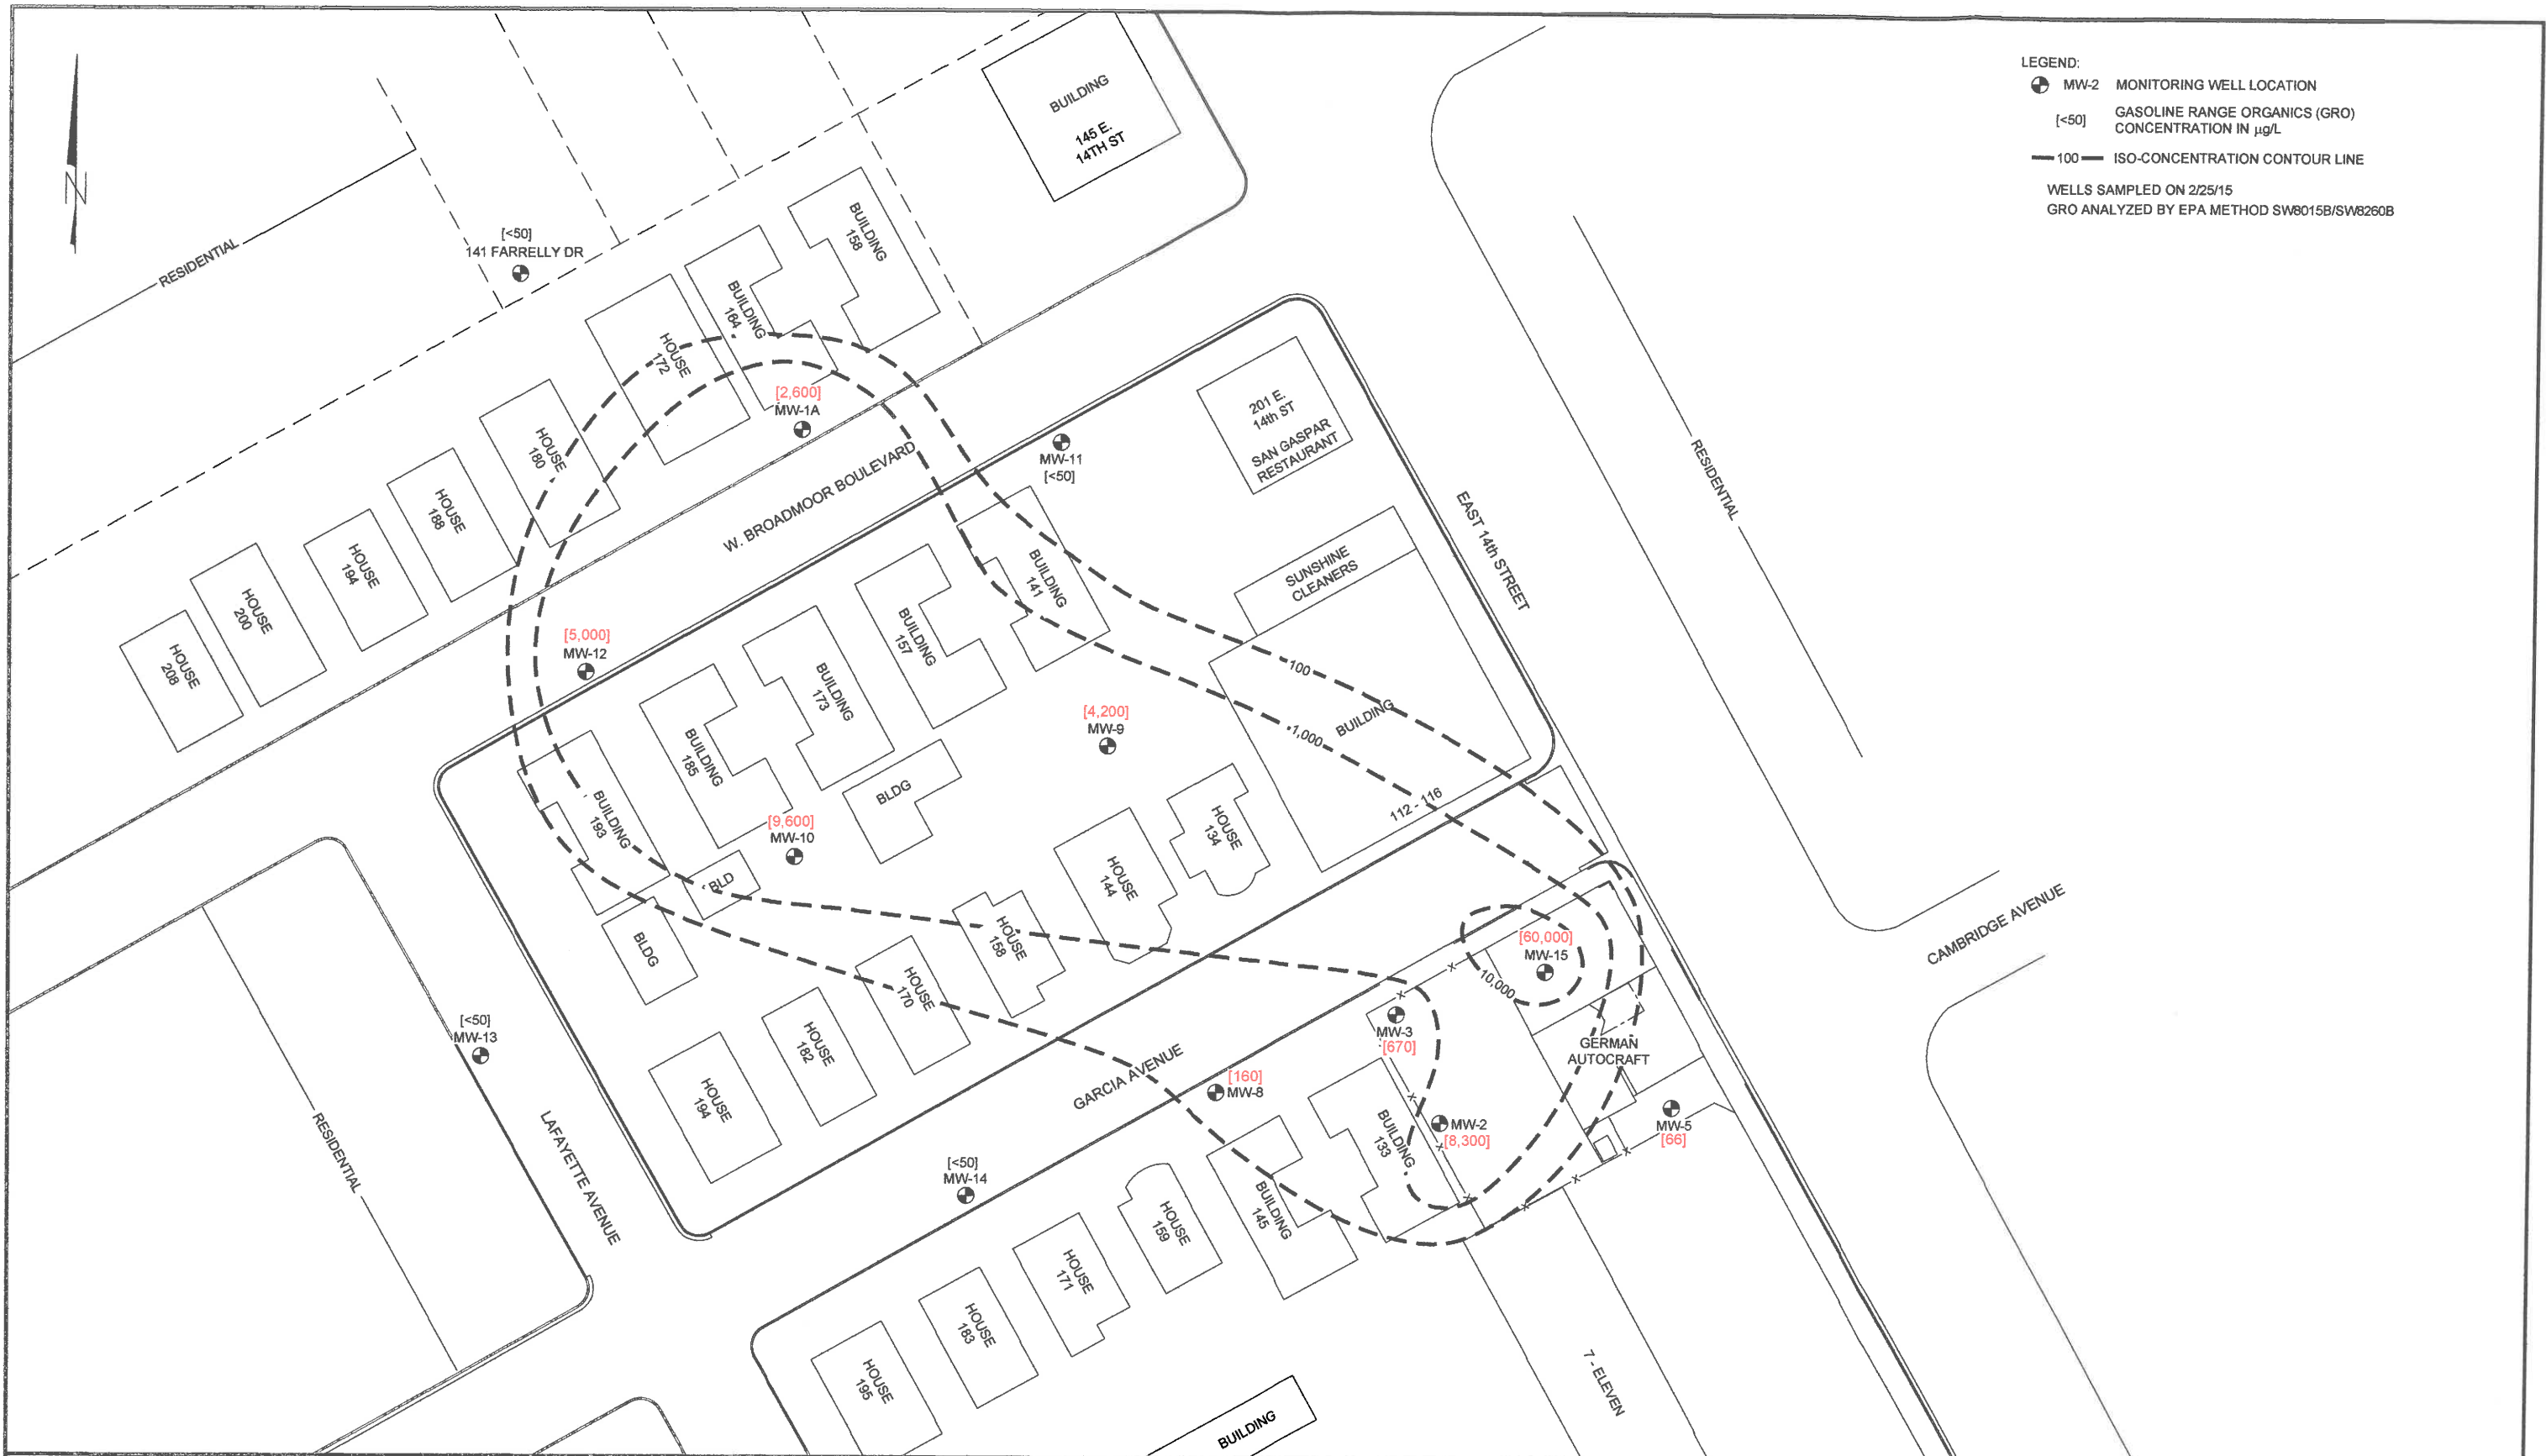 LEGEND:
MW-2 MONITORING WELL LOCATION
[<50] GASOLINE RANGE ORGANICS (GRO)
CONCENTRATION IN µg/L
100 ISO-CONCENTRATION CONTOUR LINE
WELLS SAMPLED ON 2/25/15
GRO ANALYZED BY EPA METHOD SW8015B/SW8260B
N
RESIDENTIAL
[<50]
141 FARRELLY DR
BUILDING
145 E.
14TH ST
BUILDING
158
BUILDING
164
HOUSE
172
HOUSE
180
HOUSE
188
HOUSE
194
HOUSE
200
HOUSE
208
[2,600]
MW-1A
W. BROADMOOR BOULEVARD
MW-11
[<50]
201 E.
14th ST
SAN GASPAR
RESTAURANT
EAST 14th STREET
RESIDENTIAL
SUNSHINE
CLEANERS
BUILDING
141
BUILDING
157
BUILDING
173
BUILDING
185
BUILDING
193
[5,000]
MW-12
100
1,000
BUILDING
112 - 116
[4,200]
MW-9
BLDG
[9,600]
MW-10
BLD
BLDG
HOUSE
134
HOUSE
144
HOUSE
158
HOUSE
170
HOUSE
182
HOUSE
194
[<50]
MW-13
RESIDENTIAL
LAFAYETTE AVENUE
GARCIA AVENUE
CAMBRIDGE AVENUE
[60,000]
MW-15
10,000
MW-3
[670]
GERMAN
AUTOCRAFT
[160]
MW-8
MW-2
[8,300]
MW-5
[66]
BUILDING
133
BUILDING
145
[<50]
MW-14
HOUSE
159
HOUSE
171
HOUSE
183
HOUSE
195
BUILDING
7 - ELEVEN